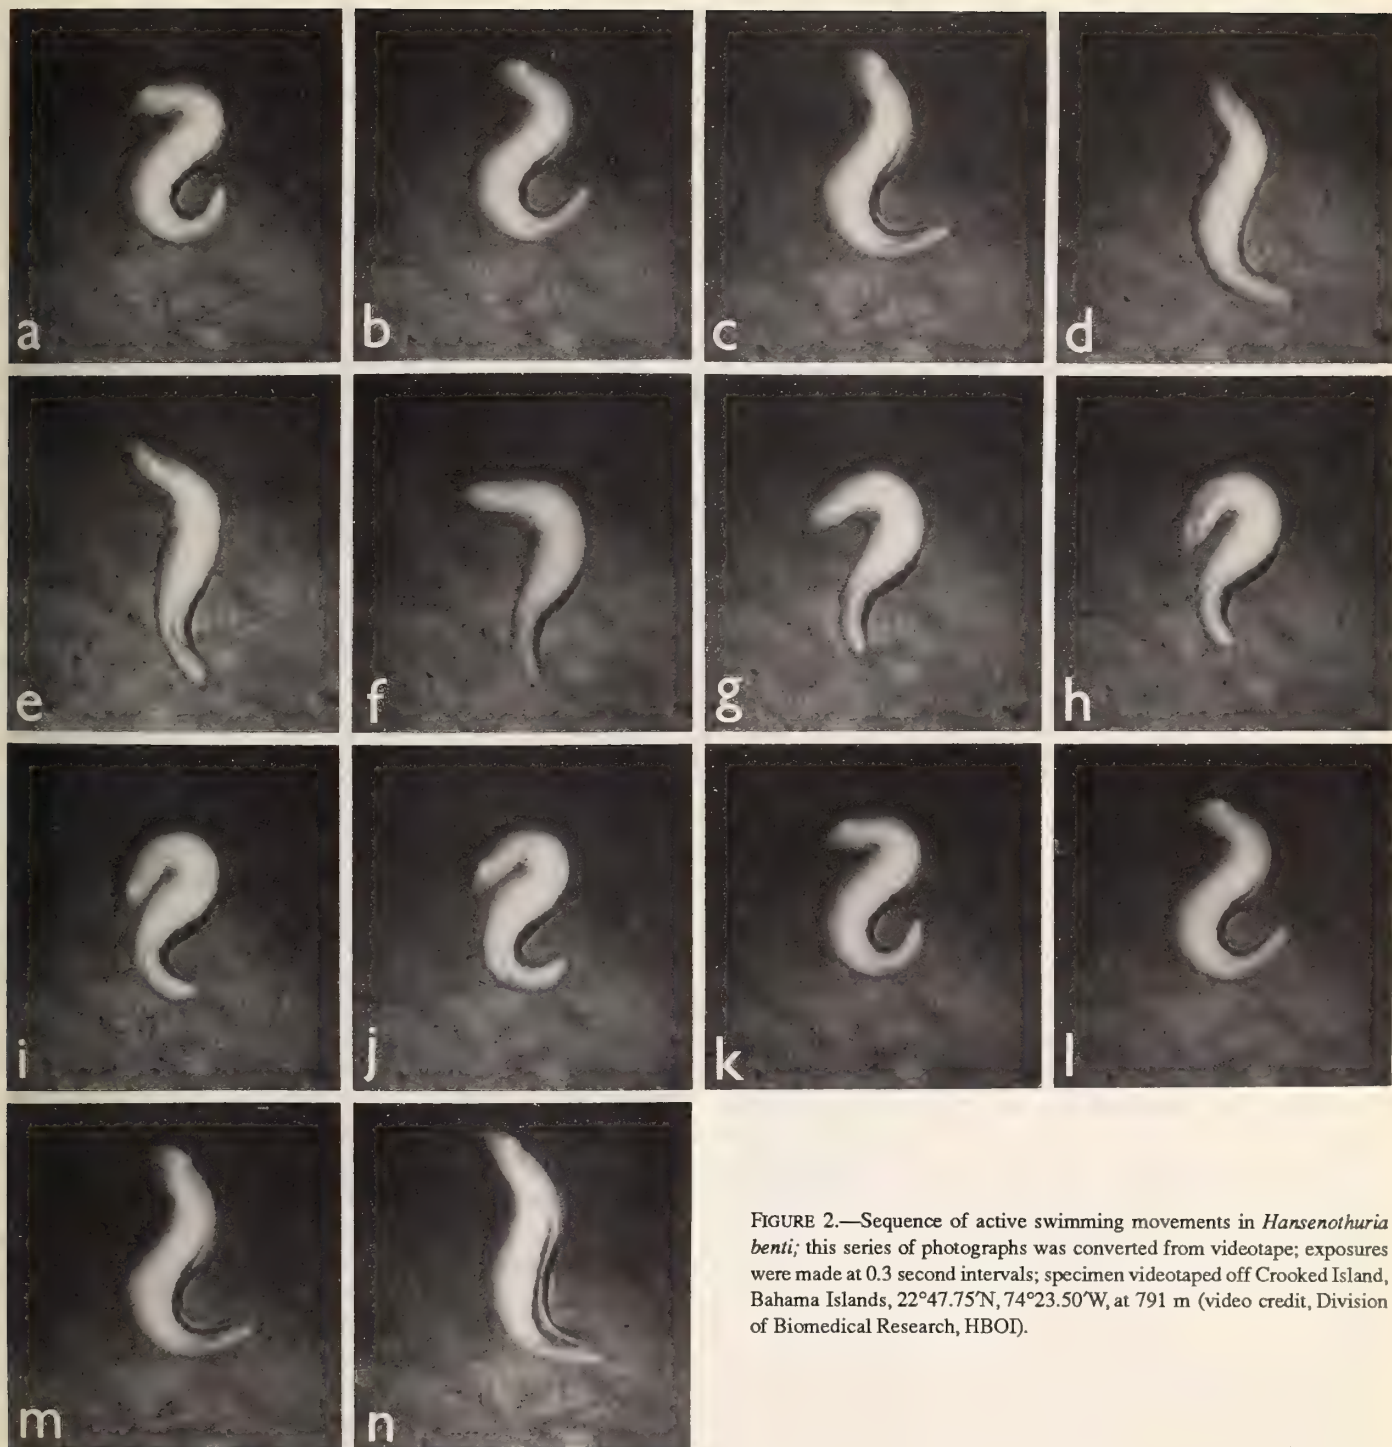 a
b
c
d
e
f
g
h
i
j
k
l
m
n
FIGURE 2.—Sequence of active swimming movements in Hansenothuria
benti; this series of photographs was converted from videotape; exposures
were made at 0.3 second intervals; specimen videotaped off Crooked Island,
Bahama Islands, 22°47.75′N, 74°23.50′W, at 791 m (video credit, Division
of Biomedical Research, HBOI).